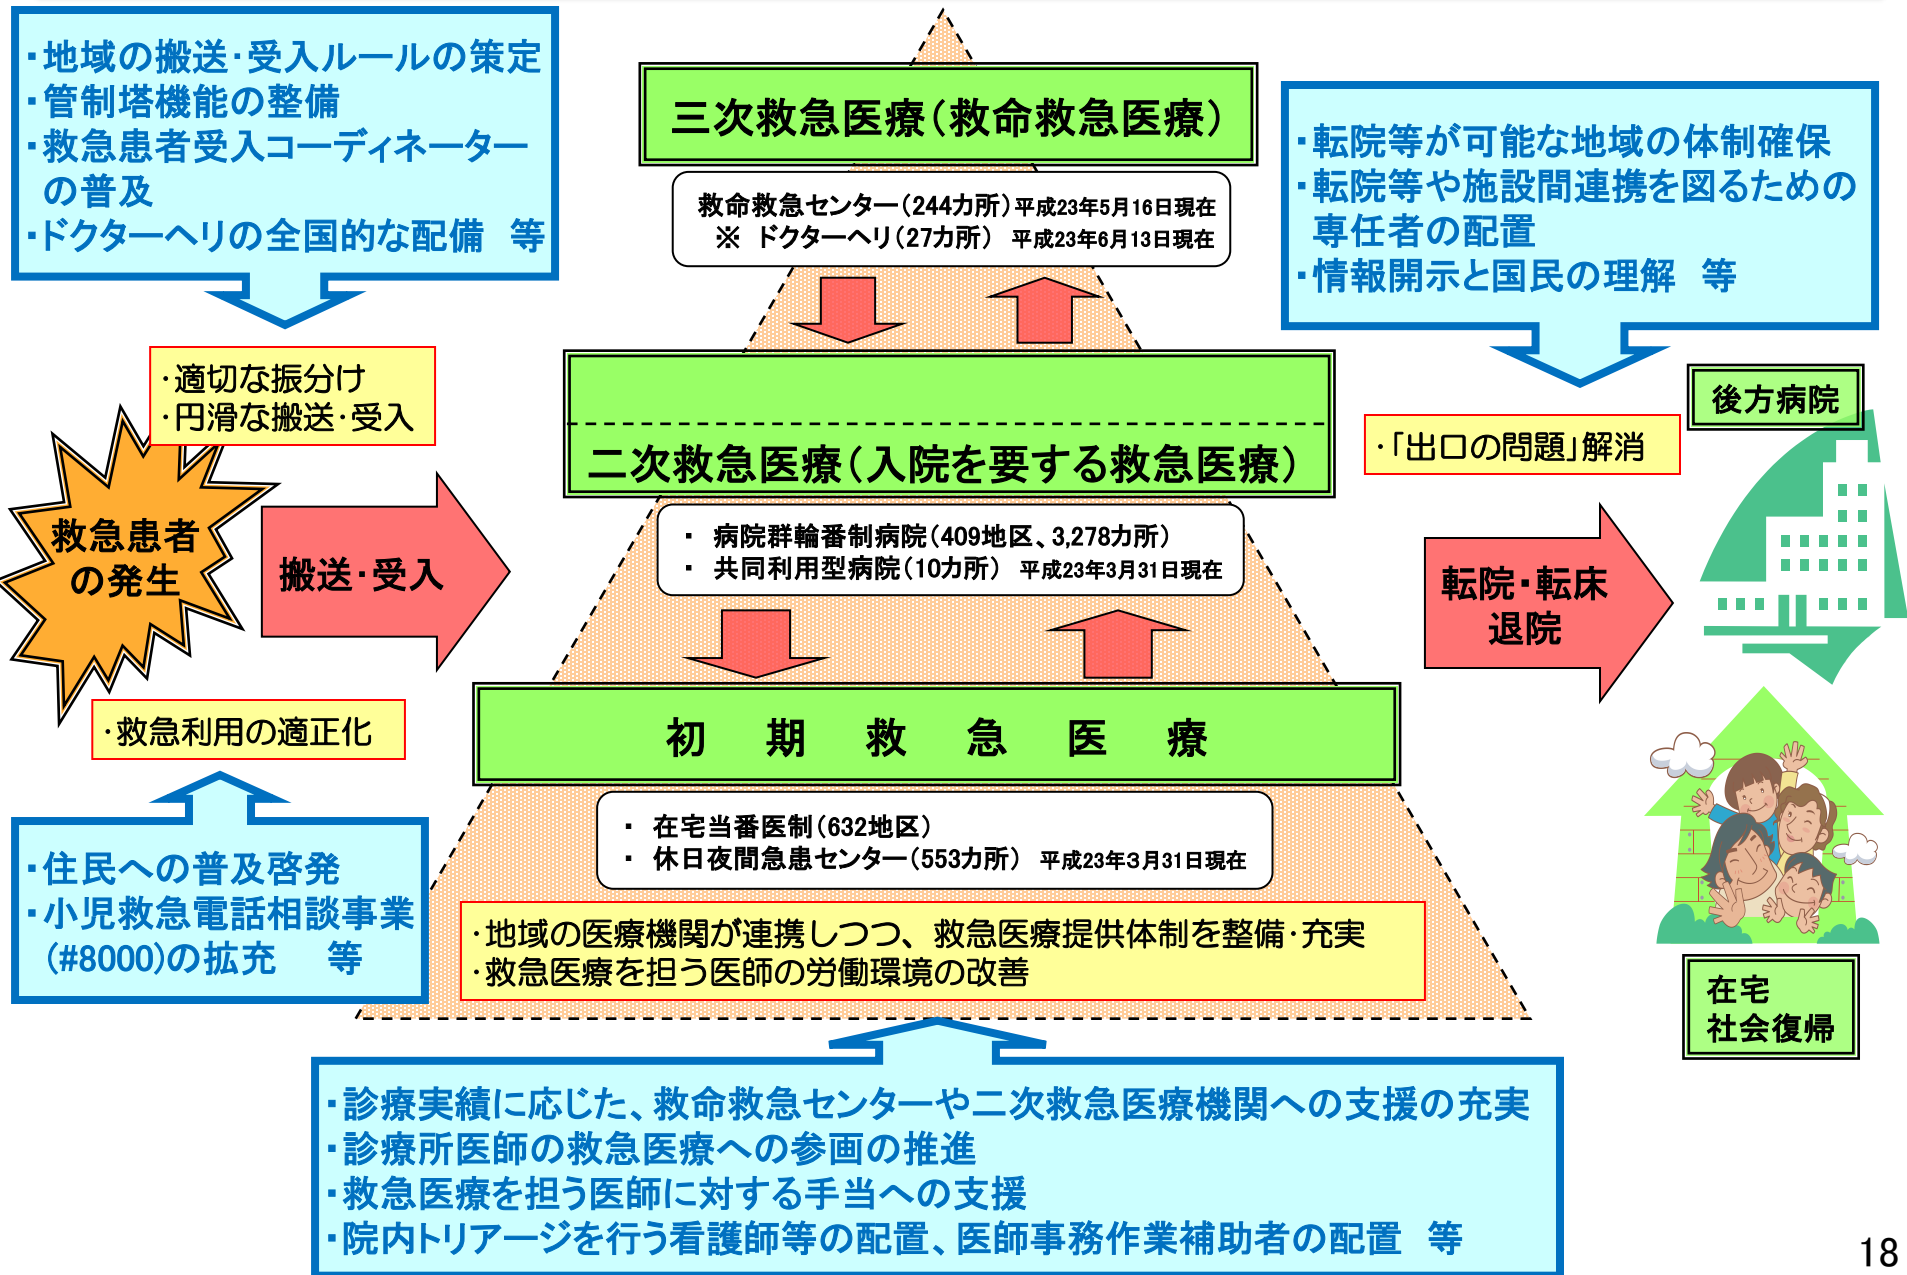 ・地域の搬送・受入ルールの策定
・管制塔機能の整備
・救急患者受入コーディネーター
の普及
・ドクターヘリの全国的な配備 等
三次救急医療(救命救急医療)
救命救急センター(244カ所)平成23年5月16日現在
※ ドクターヘリ(27カ所) 平成23年6月13日現在
・転院等が可能な地域の体制確保
・転院等や施設間連携を図るための
専任者の配置
・情報開示と国民の理解 等
・適切な振分け
・円滑な搬送・受入
救急患者
の発生
搬送・受入
二次救急医療(入院を要する救急医療)
・ 病院群輪番制病院(409地区、3,278カ所)
・ 共同利用型病院(10カ所) 平成23年3月31日現在
・「出口の問題」解消
後方病院
転院・転床
退院
・救急利用の適正化
初期救急医療
・ 在宅当番医制(632地区)
・ 休日夜間急患センター(553カ所) 平成23年3月31日現在
・住民への普及啓発
・小児救急電話相談事業
(#8000)の拡充 等
・地域の医療機関が連携しつつ、救急医療提供体制を整備・充実
・救急医療を担う医師の労働環境の改善
在宅
社会復帰
・診療実績に応じた、救命救急センターや二次救急医療機関への支援の充実
・診療所医師の救急医療への参画の推進
・救急医療を担う医師に対する手当への支援
・院内トリアージを行う看護師等の配置、医師事務作業補助者の配置 等
18